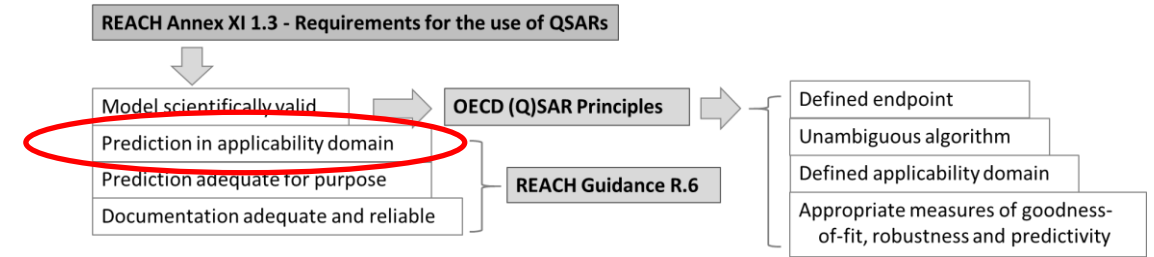 REACH Annex XI 1.3 - Requirements for the use of QSARs
Model scientifically valid
Prediction in applicability domain
Prediction adequate for purpose
Documentation adequate and reliable
OECD (Q)SAR Principles
REACH Guidance R.6
Defined endpoint
Unambiguous algorithm
Defined applicability domain
Appropriate measures of goodness-
of-fit, robustness and predictivity